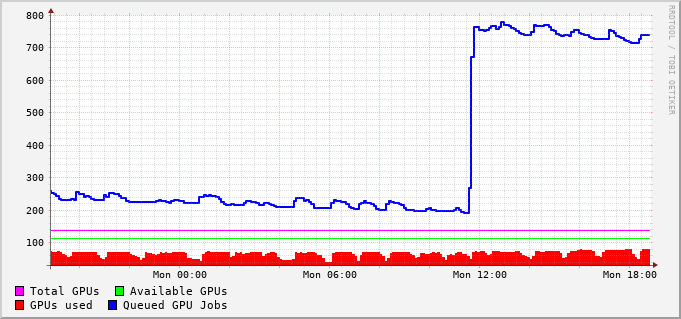 800
700
600
500
400
300
200
100
Mon 00:00 Mon 06:00 Mon 12:00 Mon 18:00
Total GPUs Available GPUs
GPUs used Queued GPU Jobs
RRDTOOL / TOBI OETIKER